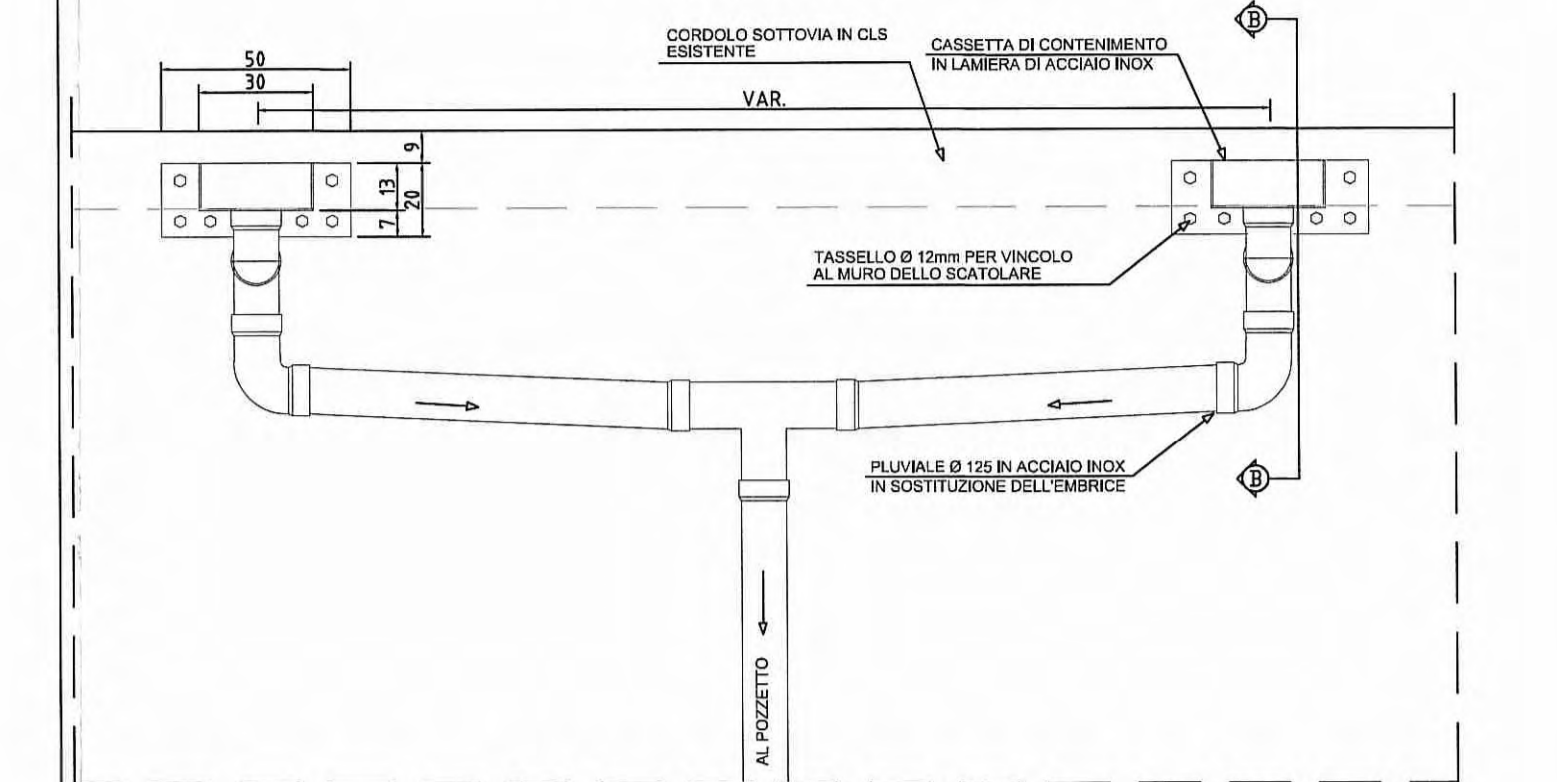 CORDOLO SOTTOVIA IN CLS
ESISTENTE
CASSETTA DI CONTENIMENTO
IN LAMIERA DI ACCIAIO INOX
B
50
30
VAR.
9
13
20
7
TASSELLO Ø 12mm PER VINCOLO
AL MURO DELLO SCATOLARE
PLUVIALE Ø 125 IN ACCIAIO INOX
IN SOSTITUZIONE DELL'EMBRICE
B
AL POZZETTO